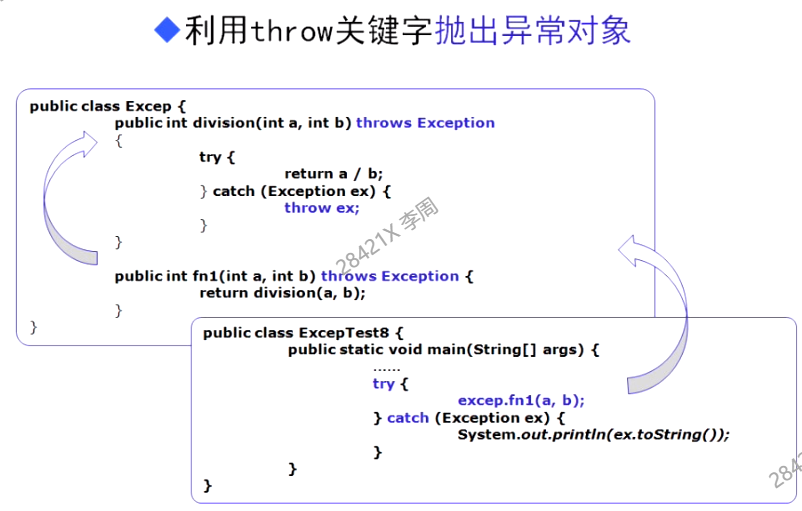 ◆利用throw关键字抛出异常对象
public class Excep {
public int division(int a, int b) throws Exception
{
try {
return a / b;
} catch (Exception ex) {
throw ex;
}
}
public int fn1(int a, int b) throws Exception {
return division(a, b);
}
}
28421X 李周
public class ExcepTest8 {
public static void main(String[] args) {
......
try {
excep.fn1(a, b);
} catch (Exception ex) {
System.out.println(ex.toString());
}
}
}
2842